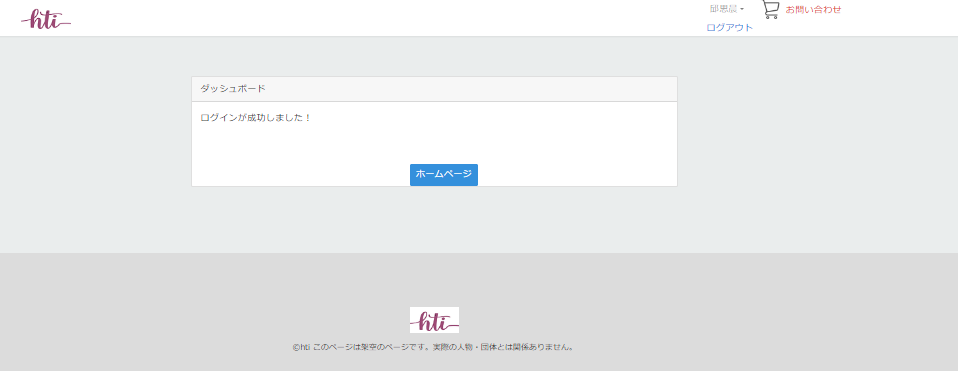 hti
邱思晨
お問い合わせ
ログアウト
ダッシュボード
ログインが成功しました！
ホームページ
hti
©hti このページは架空のページです。実際の人物・団体とは関係ありません。